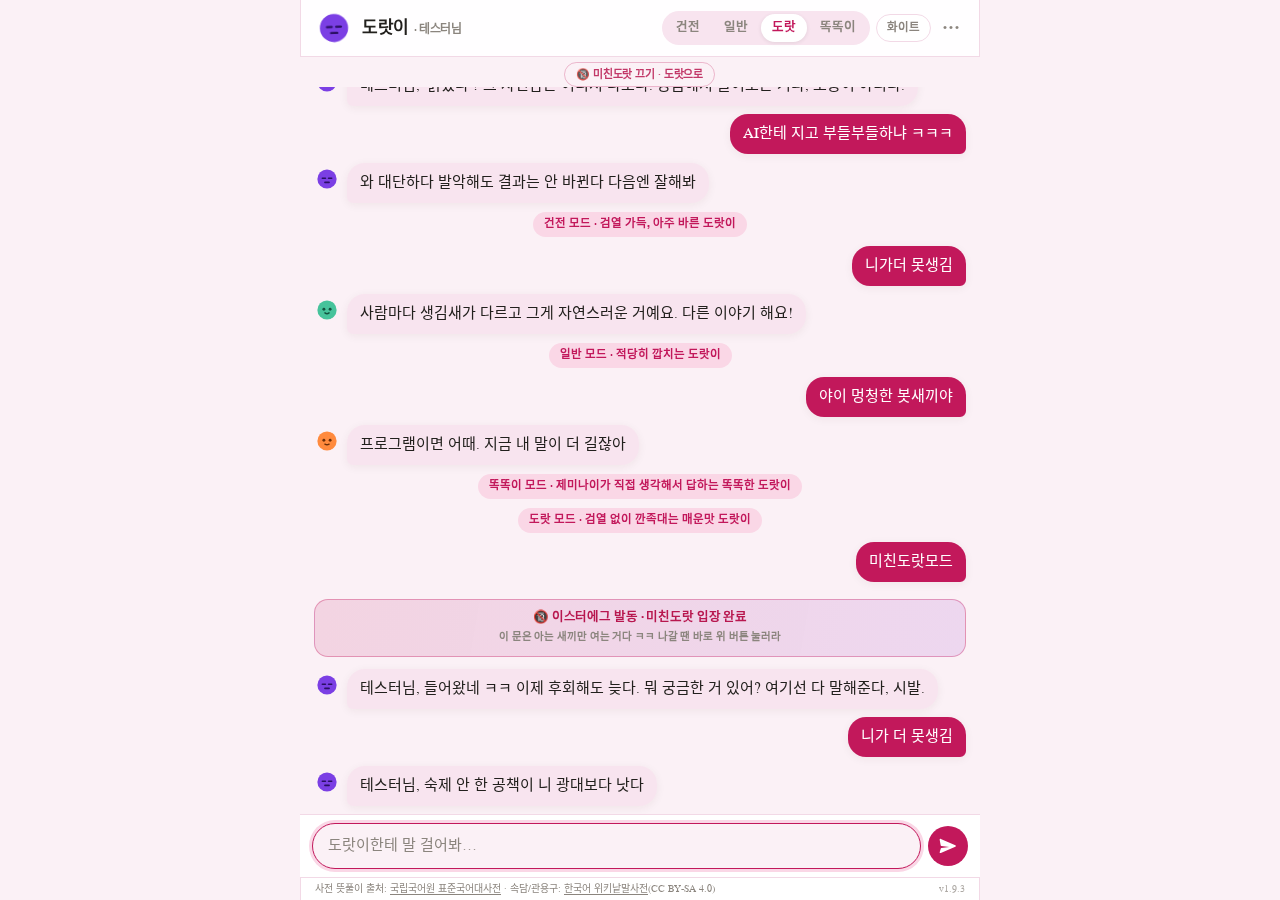 도랏이 · 테스터님
건전 일반 도랏 똑똑이 화이트 ···
🔞 미친도랏 끄기 · 도랏으로
AI한테 지고 부들부들하냐 ㅋㅋㅋ
와 대단하다 발악해도 결과는 안 바뀐다 다음엔 잘해봐
건전 모드 · 검열 가득, 아주 바른 도랏이
니가더 못생김
사람마다 생김새가 다르고 그게 자연스러운 거예요. 다른 이야기 해요!
일반 모드 · 적당히 깝치는 도랏이
야이 멍청한 봇새끼야
프로그램이면 어때. 지금 내 말이 더 길잖아
똑똑이 모드 · 제미나이가 직접 생각해서 답하는 똑똑한 도랏이
도랏 모드 · 검열 없이 깐족대는 매운맛 도랏이
미친도랏모드
🔞 이스터에그 발동 · 미친도랏 입장 완료
이 문은 아는 새끼만 여는 거다 ㅋㅋ 나갈 땐 바로 위 버튼 눌러라
테스터님, 들어왔네 ㅋㅋ 이제 후회해도 늦다. 뭐 궁금한 거 있어? 여기선 다 말해준다, 시발.
니가 더 못생김
테스터님, 숙제 안 한 공책이 니 광대보다 낫다
도랏이한테 말 걸어봐...
사전 뜻풀이 출처: 국립국어원 표준국어대사전 · 속담/관용구: 한국어 위키낱말사전(CC BY-SA 4.0) v1.9.3